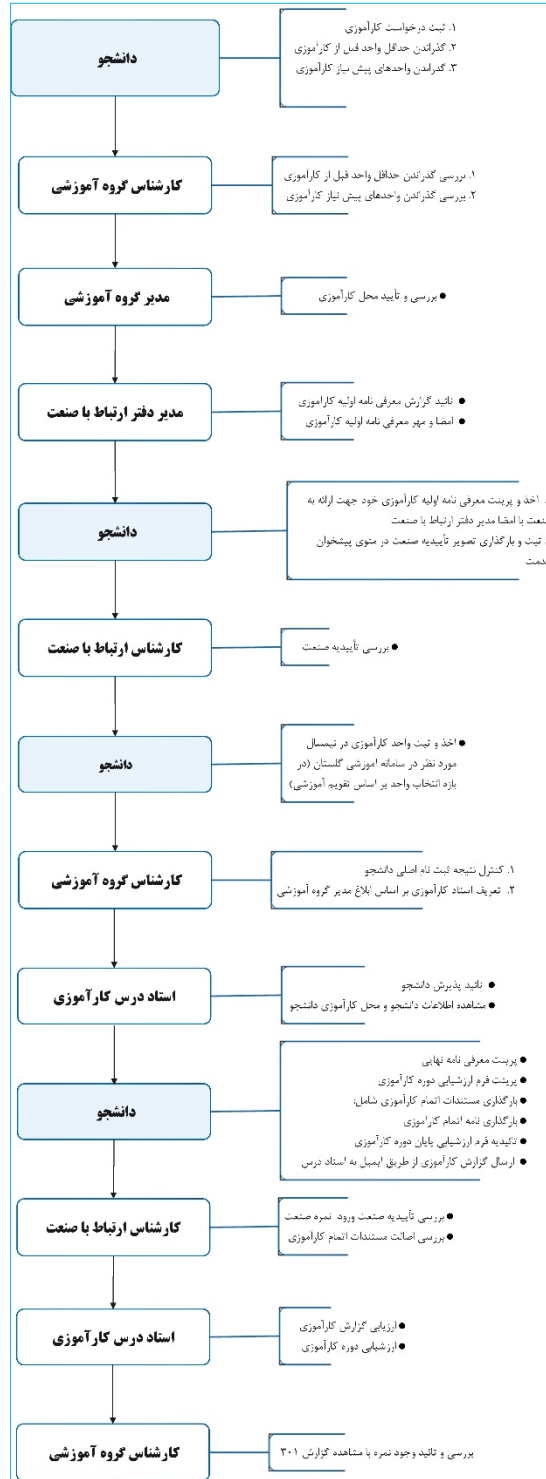 دانشجو
۱. ثبت درخواست کارآموزی
۲. گذراندن حداقل واحد قبل از کارآموزی
۳. گذراندن واحدهای پیش نیاز کارآموزی
کارشناس گروه آموزشی
۱. بررسی گذراندن حداقل واحد قبل از کارآموزی
۲. بررسی گذراندن واحدهای پیش نیاز کارآموزی
مدیر گروه آموزشی
● بررسی و تأیید محل کارآموزی
مدیر دفتر ارتباط با صنعت
● تائید گزارش معرفی نامه اولیه کارآموزی
● امضا و مهر معرفی نامه اولیه کارآموزی
دانشجو
. اخذ و پرینت معرفی نامه اولیه کارآموزی خود جهت ارائه به
صنعت با امضا مدیر دفتر ارتباط با صنعت
. ثبت و بارگذاری تصویر تأییدیه صنعت در منوی پیشخوان
دمت
کارشناس ارتباط با صنعت
● بررسی تأییدیه صنعت
دانشجو
● اخذ و ثبت واحد کارآموزی در نیمسال
مورد نظر در سامانه آموزشی گلستان (در
بازه انتخاب واحد بر اساس تقویم آموزشی)
کارشناس گروه آموزشی
۱. کنترل نتیجه ثبت نام اصلی دانشجو
۲. تعریف استاد کارآموزی بر اساس ابلاغ مدیر گروه آموزشی
استاد درس کارآموزی
● تائید پذیرش دانشجو
● مشاهده اطلاعات دانشجو و محل کارآموزی دانشجو
دانشجو
● پرینت معرفی نامه نهایی
● پرینت فرم ارزشیابی دوره کارآموزی
● بارگذاری مستندات اتمام کارآموزی شامل:
● بارگذاری نامه اتمام کارآموزی
● تائیدیه فرم ارزشیابی پایان دوره کارآموزی
● ارسال گزارش کارآموزی از طریق ایمیل به استاد درس
کارشناس ارتباط با صنعت
● بررسی تأییدیه صنعت ورود نمره صنعت
● بررسی اصالت مستندات اتمام کارآموزی
استاد درس کارآموزی
● ارزیابی گزارش کارآموزی
● ارزشیابی دوره کارآموزی
کارشناس گروه آموزشی
بررسی و تائید وجود نمره با مشاهده گزارش ۳۰۱